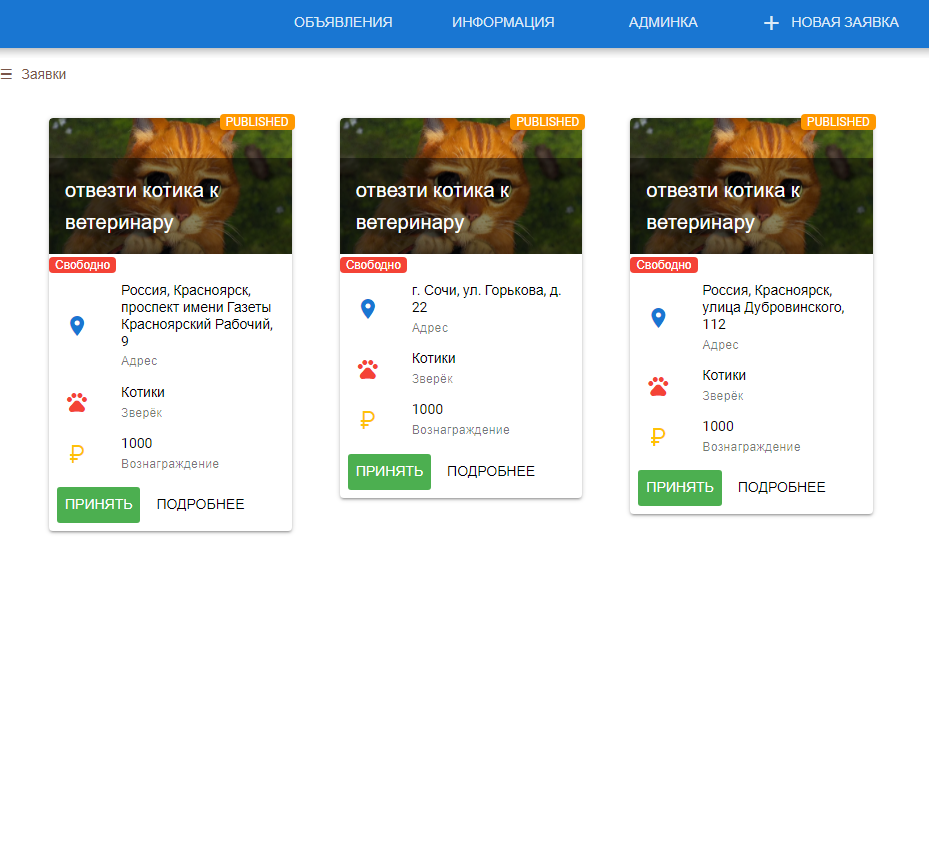 ОБЪЯВЛЕНИЯ ИНФОРМАЦИЯ АДМИНКА + НОВАЯ ЗАЯВКА
☰ Заявки
PUBLISHED
отвезти котика к
ветеринару
Свободно
Россия, Красноярск,
проспект имени Газеты
Красноярский Рабочий,
9
Адрес
Котики
Зверёк
1000
Вознаграждение
ПРИНЯТЬ ПОДРОБНЕЕ
PUBLISHED
отвезти котика к
ветеринару
Свободно
г. Сочи, ул. Горькова, д.
22
Адрес
Котики
Зверёк
1000
Вознаграждение
ПРИНЯТЬ ПОДРОБНЕЕ
PUBLISHED
отвезти котика к
ветеринару
Свободно
Россия, Красноярск,
улица Дубровинского,
112
Адрес
Котики
Зверёк
1000
Вознаграждение
ПРИНЯТЬ ПОДРОБНЕЕ